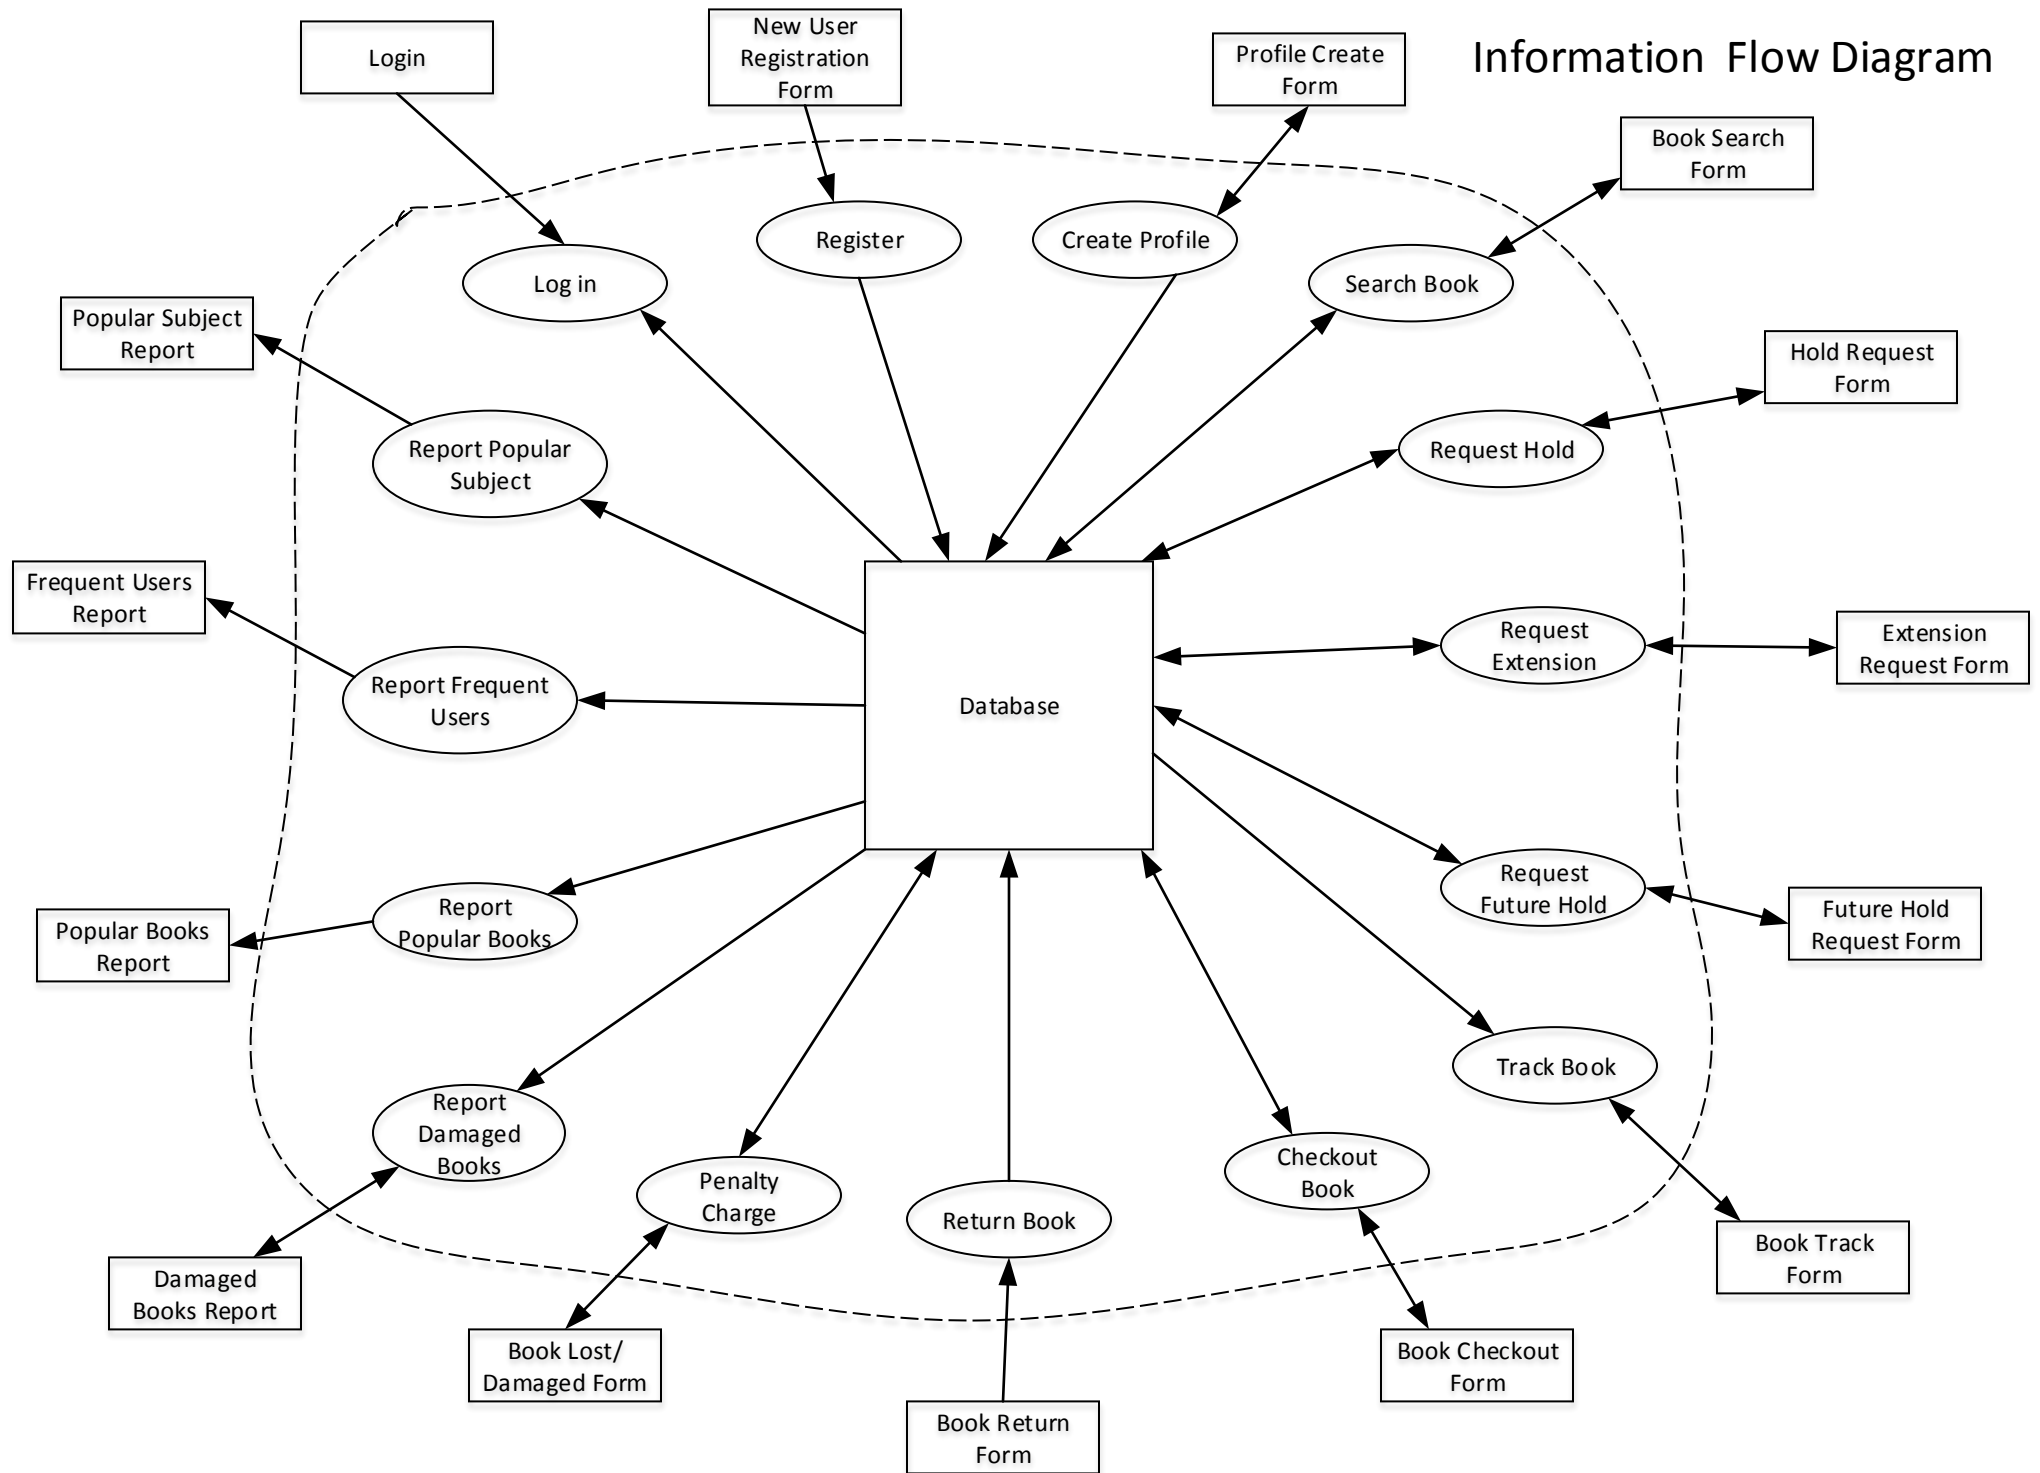 Information Flow Diagram
Login
New User
Registration
Form
Profile Create
Form
Book Search
Form
Log in
Register
Create Profile
Search Book
Popular Subject
Report
Hold Request
Form
Report Popular
Subject
Request Hold
Frequent Users
Report
Request
Extension
Extension
Request Form
Report Frequent
Users
Database
Request
Future Hold
Future Hold
Request Form
Popular Books
Report
Report
Popular Books
Track Book
Report
Damaged
Books
Penalty
Charge
Return Book
Checkout
Book
Book Track
Form
Damaged
Books Report
Book Lost/
Damaged Form
Book Return
Form
Book Checkout
Form